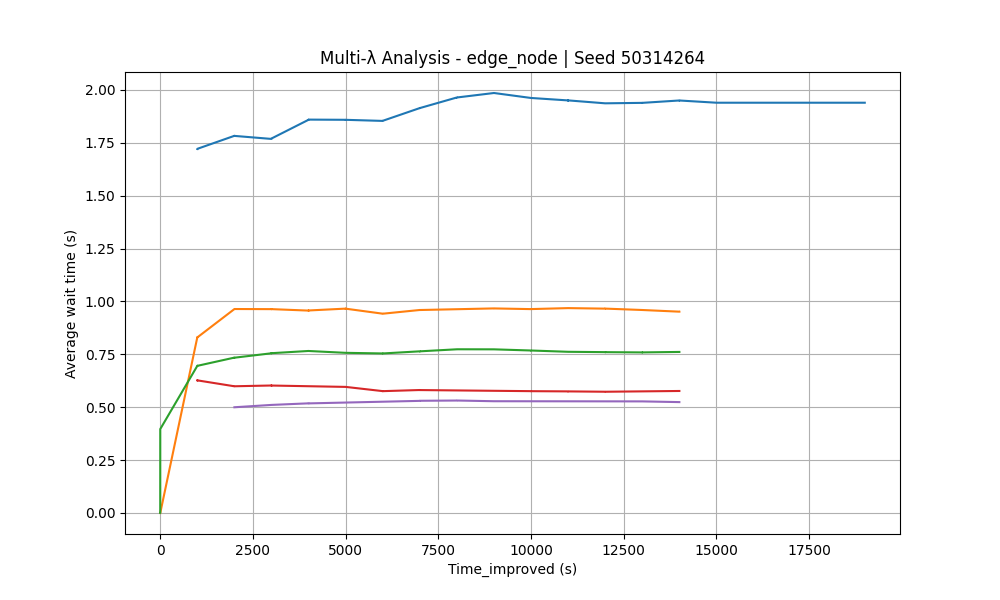 Multi-λ Analysis - edge_node | Seed 50314264
Average wait time (s)
2.00
1.75
1.50
1.25
1.00
0.75
0.50
0.25
0.00
0 2500 5000 7500 10000 12500 15000 17500
Time_improved (s)